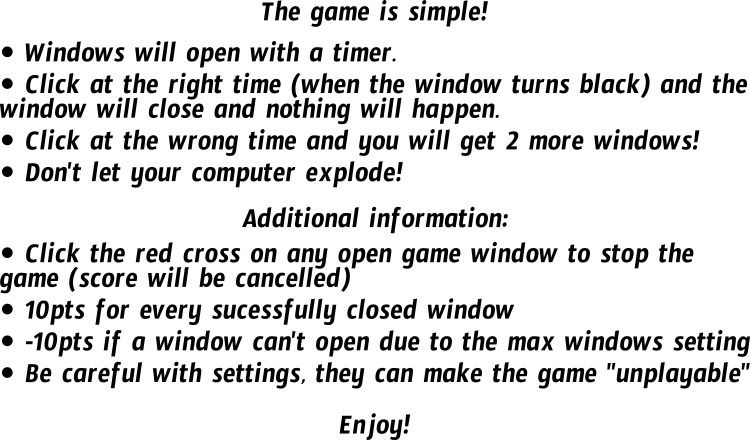 The game is simple!
• Windows will open with a timer.
• Click at the right time (when the window turns black) and the
window will close and nothing will happen.
• Click at the wrong time and you will get 2 more windows!
• Don't let your computer explode!
Additional information:
• Click the red cross on any open game window to stop the
game (score will be cancelled)
• 10pts for every sucessfully closed window
• -10pts if a window can't open due to the max windows setting
• Be careful with settings, they can make the game "unplayable"
Enjoy!